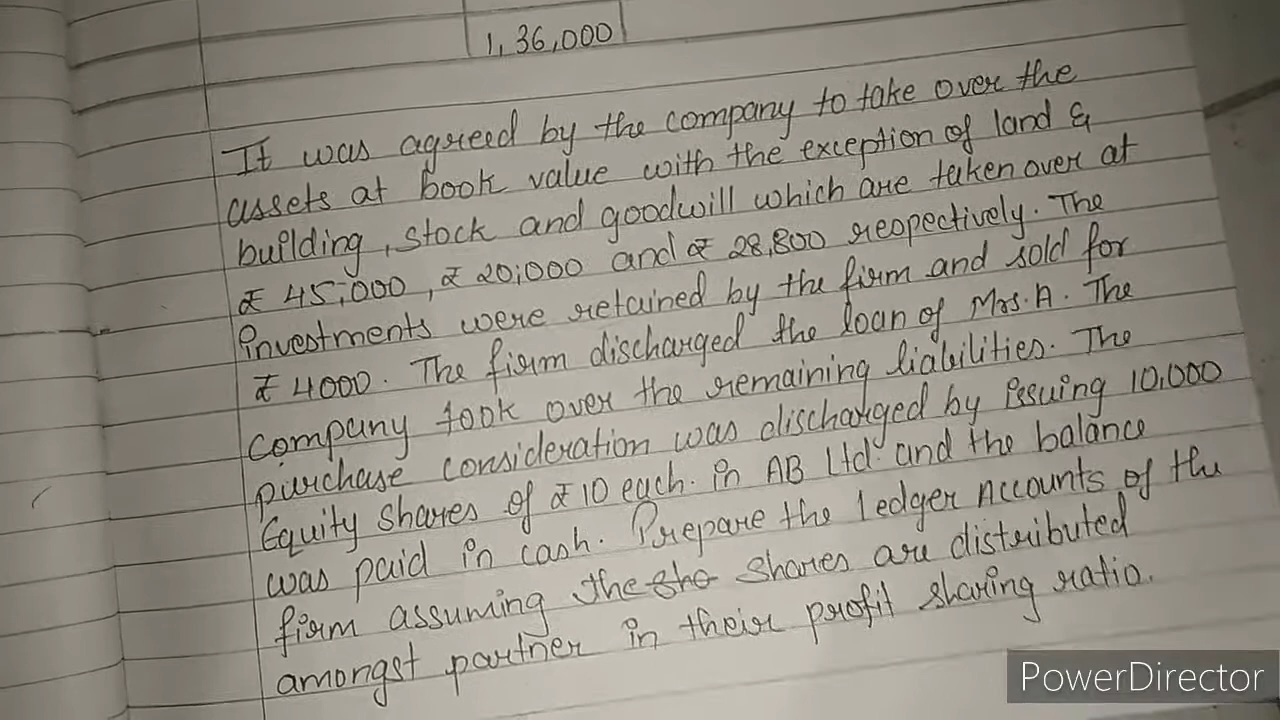 1,36,000
It was agreed by the company to take over the
assets at book value with the exception of land &
building, stock and goodwill which are taken over at
₹ 45,000, ₹ 20,000 and ₹ 28,800 respectively. The
investments were retained by the firm and sold for
₹ 4000. The firm discharged the loan of Mrs. A. The
company took over the remaining liabilities. The
purchase consideration was discharged by issuing 10,000
Equity shares of ₹ 10 each. in AB Ltd. and the balance
was paid in cash. Prepare the ledger Accounts of the
firm assuming the sha shares are distributed
amongst partner in their profit sharing ratio.
PowerDirector